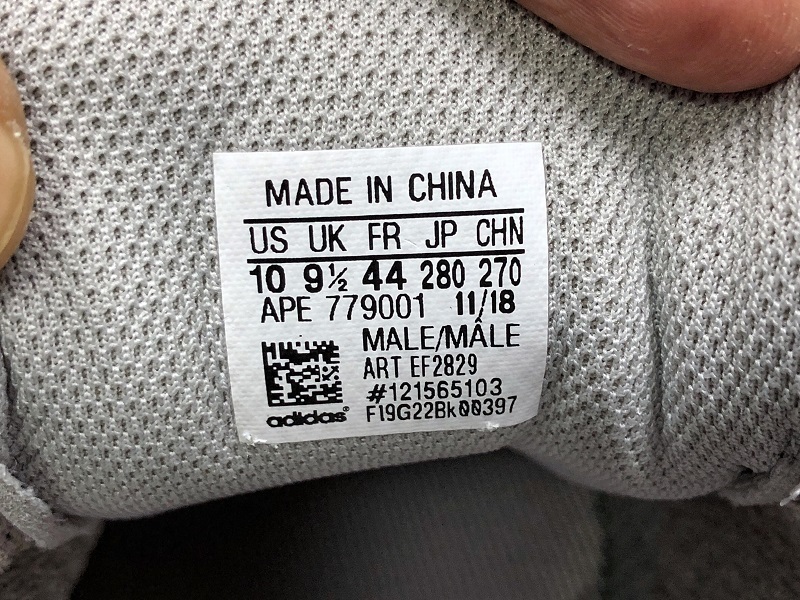 MADE IN CHINA
US UK FR JP CHN
10 9½ 44 280 270
APE 779001 11/18
MALE/MÂLE
ART EF2829
#121565103
F19G22Bk00397
adidas®